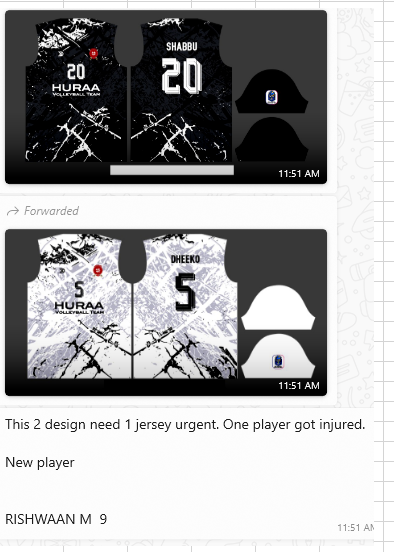 SHABBU
20
20
HURAA
VOLLEYBALL TEAM
11:51 AM
Forwarded
DHEEKO
5
5
HURAA
VOLLEYBALL TEAM
11:51 AM
This 2 design need 1 jersey urgent. One player got injured.
New player
RISHWAAN M 9
11:51 AM